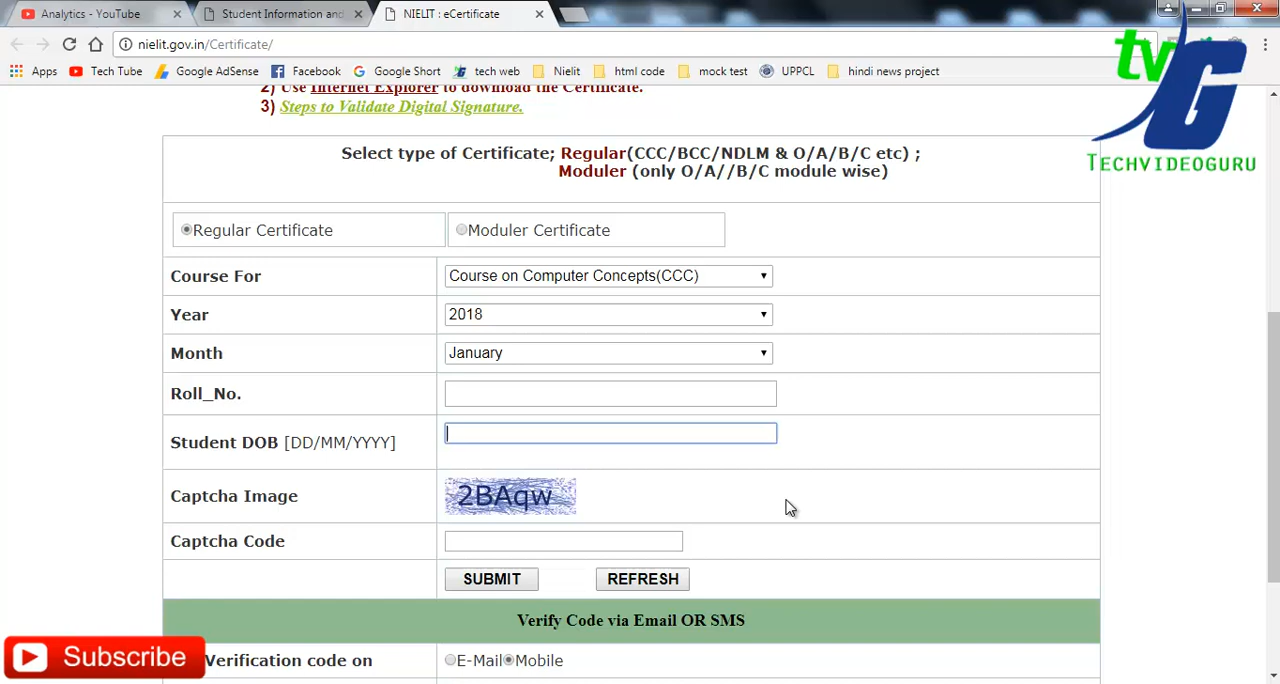 Analytics - YouTube
Student Information and
NIELIT : eCertificate
nielit.gov.in/Certificate/
Apps
Tech Tube
Google AdSense
Facebook
Google Short
tech web
Nielit
html code
mock test
UPPCL
hindi news project
tv
G
TECHVIDEOGURU
2) Use Internet Explorer to download the Certificate.
3) Steps to Validate Digital Signature.
Select type of Certificate; Regular(CCC/BCC/NDLM & O/A/B/C etc) ;
Moduler (only O/A//B/C module wise)
Regular Certificate
Moduler Certificate
Course For
Course on Computer Concepts(CCC)
Year
2018
Month
January
Roll_No.
Student DOB [DD/MM/YYYY]
Captcha Image
2BAqw
Captcha Code
SUBMIT
REFRESH
Verify Code via Email OR SMS
Verification code on
E-Mail
Mobile
Subscribe